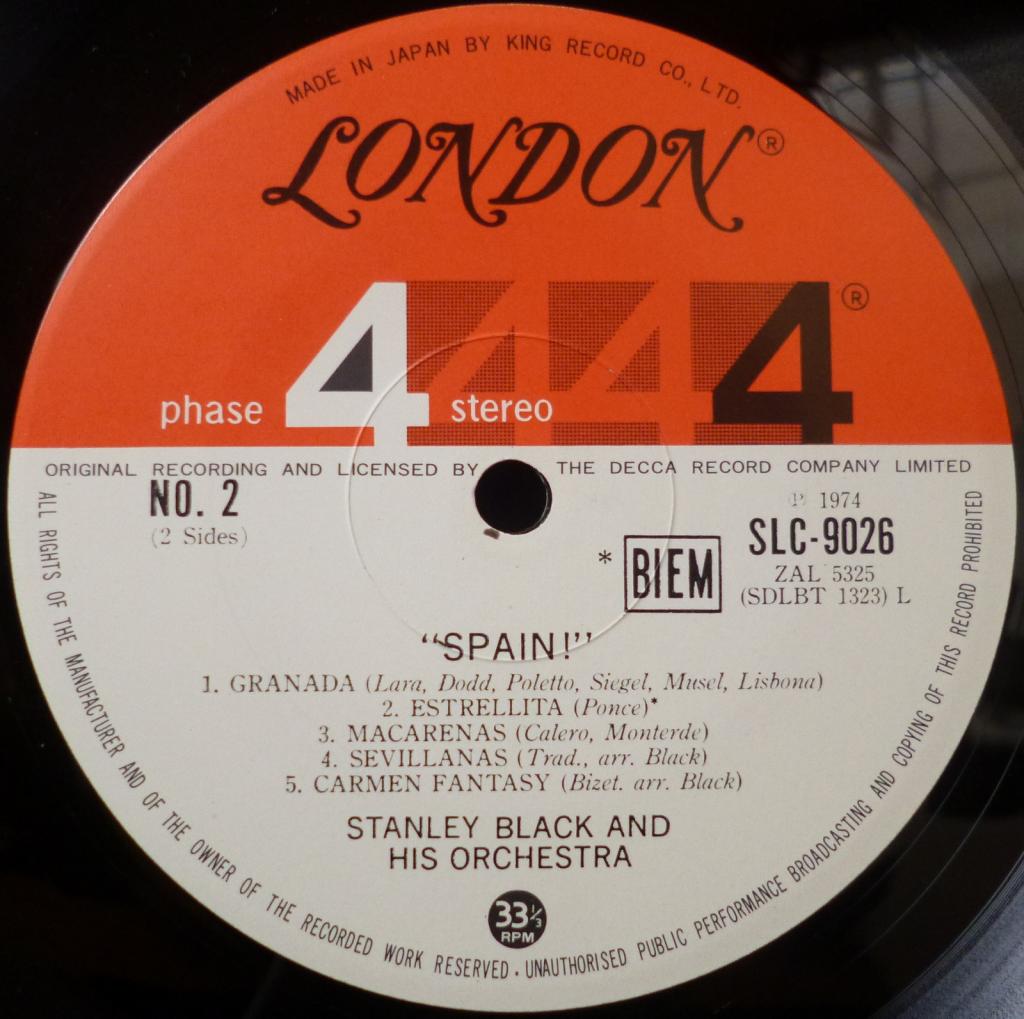 MADE IN JAPAN BY KING RECORD CO., LTD.
LONDON®
4 4 4 4 ®
phase 4 stereo
ORIGINAL RECORDING AND LICENSED BY THE DECCA RECORD COMPANY LIMITED
NO. 2
(2 Sides)
℗ 1974
SLC-9026
* BIEM
ZAL 5325
(SDLBT 1323) L
“SPAIN!”
1. GRANADA (Lara, Dodd, Poletto, Siegel, Musel, Lisbona)
2. ESTRELLITA (Ponce)*
3. MACARENAS (Calero, Monterde)
4. SEVILLANAS (Trad., arr. Black)
5. CARMEN FANTASY (Bizet. arr. Black)
STANLEY BLACK AND
HIS ORCHESTRA
33⅓
RPM
ALL RIGHTS OF THE MANUFACTURER AND OF THE OWNER OF THE RECORDED WORK RESERVED. UNAUTHORISED PUBLIC PERFORMANCE BROADCASTING AND COPYING OF THIS RECORD PROHIBITED